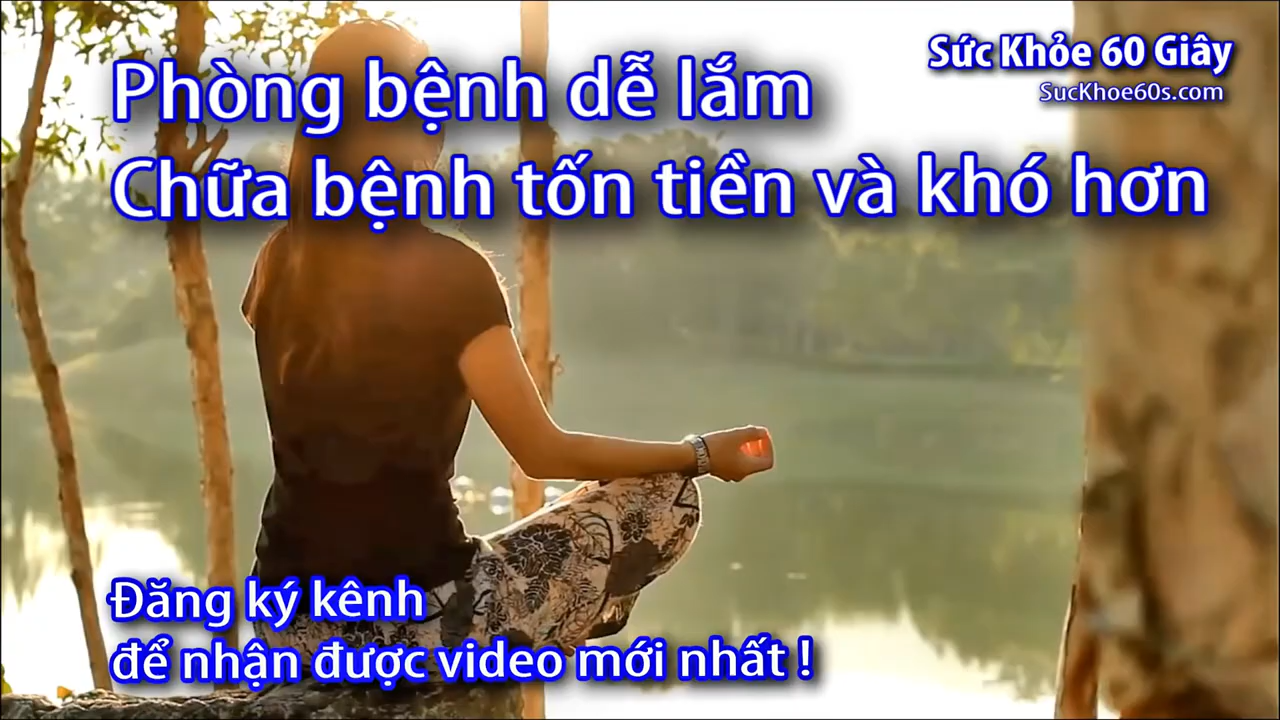 Sức Khỏe 60 Giây
SucKhoe60s.com
Phòng bệnh dễ lắm
Chữa bệnh tốn tiền và khó hơn
Đăng ký kênh
để nhận được video mới nhất !